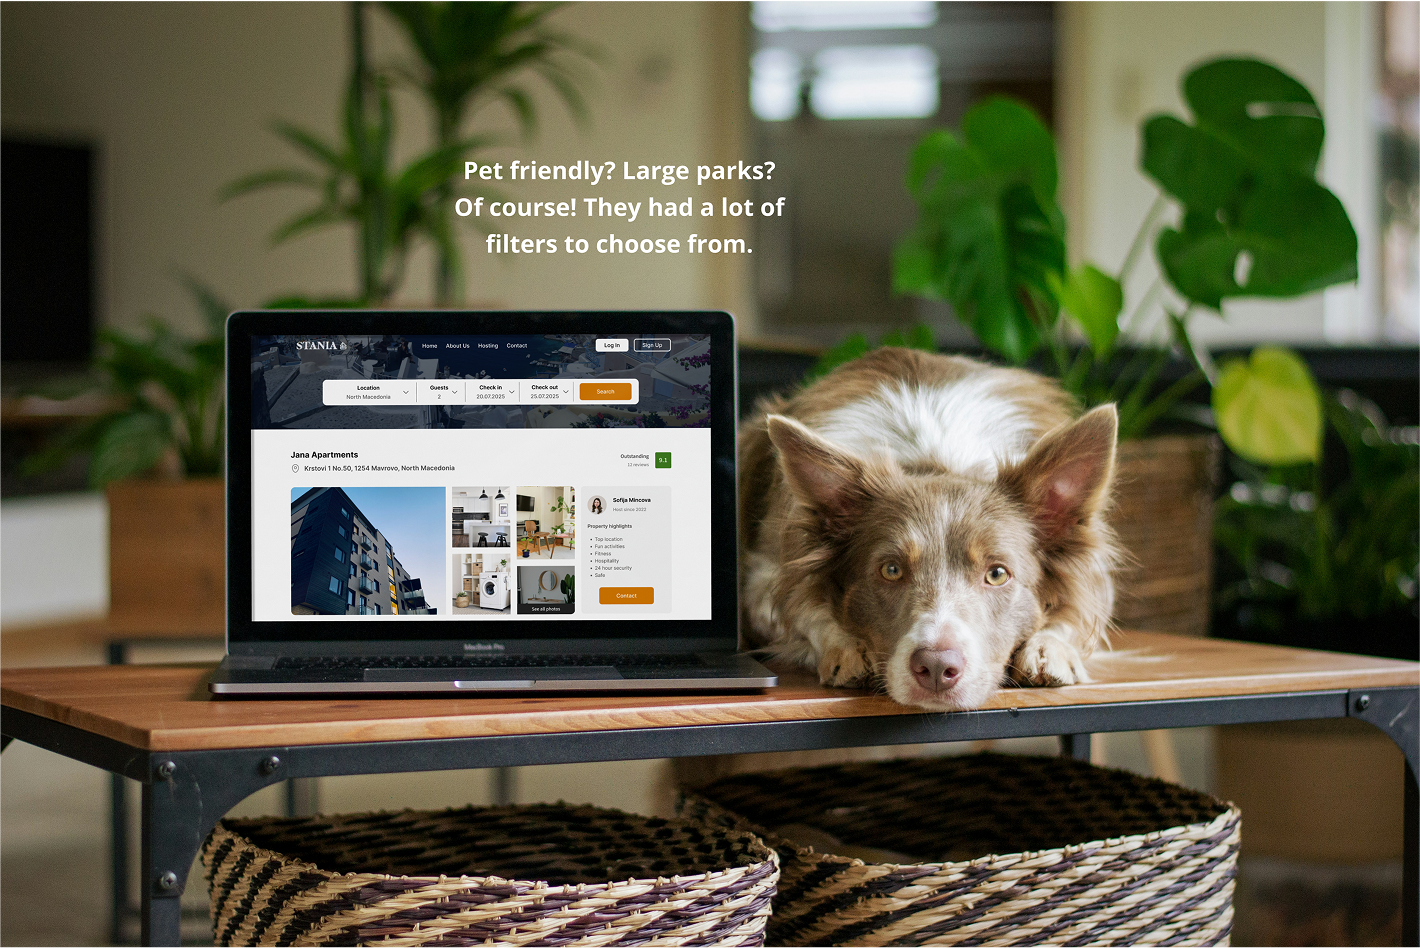 Pet friendly? Large parks?
Of course! They had a lot of
filters to choose from.
STANIA
Home About Us Hosting Contact
Log In Sign Up
Location Guests Check in Check out
North Macedonia 2 20.07.2025 25.07.2025
Search
Jana Apartments
Krstovi 1 No.50, 1254 Mavrovo, North Macedonia
Outstanding
11 reviews
9.1
Sofija Mincova
Host since 2022
Property highlights
• Top location
• Fun activities
• Fitness
• Hospitality
• 24 hour security
• Safe
Contact
See all photos
MacBook Pro